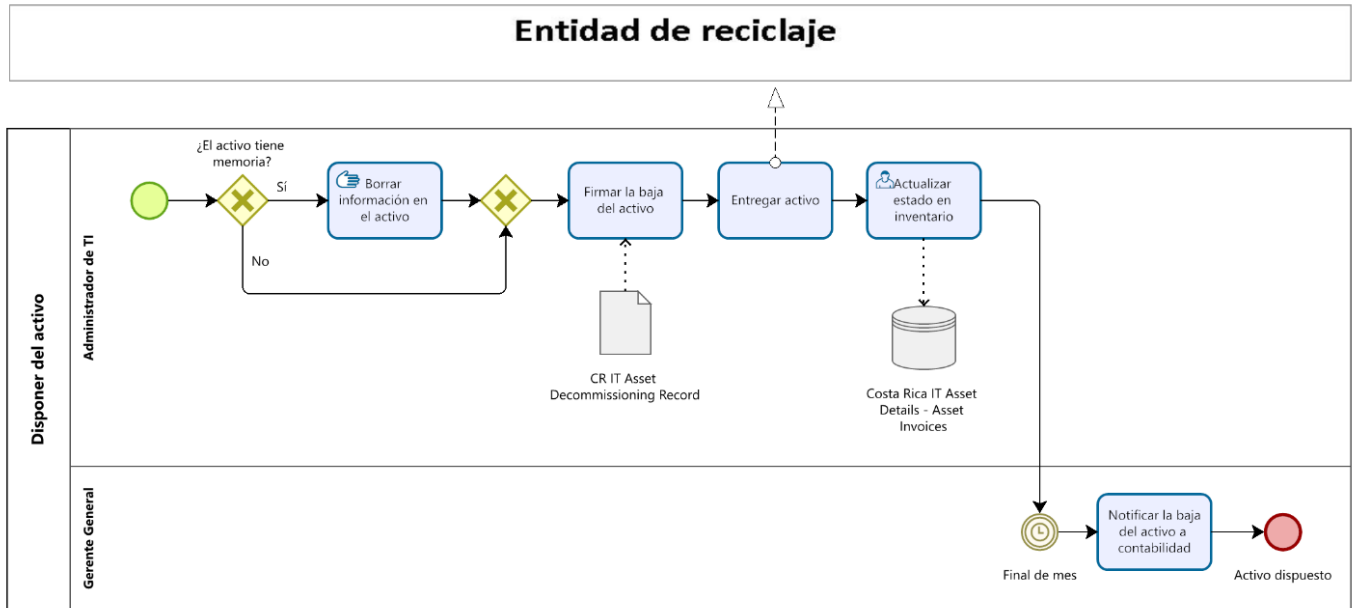 Entidad de reciclaje
Disponer del activo
Administrador de TI
¿El activo tiene
memoria?
Sí
No
Borrar
información en
el activo
Firmar la baja
del activo
Entregar activo
Actualizar
estado en
inventario
CR IT Asset
Decommissioning Record
Costa Rica IT Asset
Details - Asset
Invoices
Gerente General
Final de mes
Notificar la baja
del activo a
contabilidad
Activo dispuesto